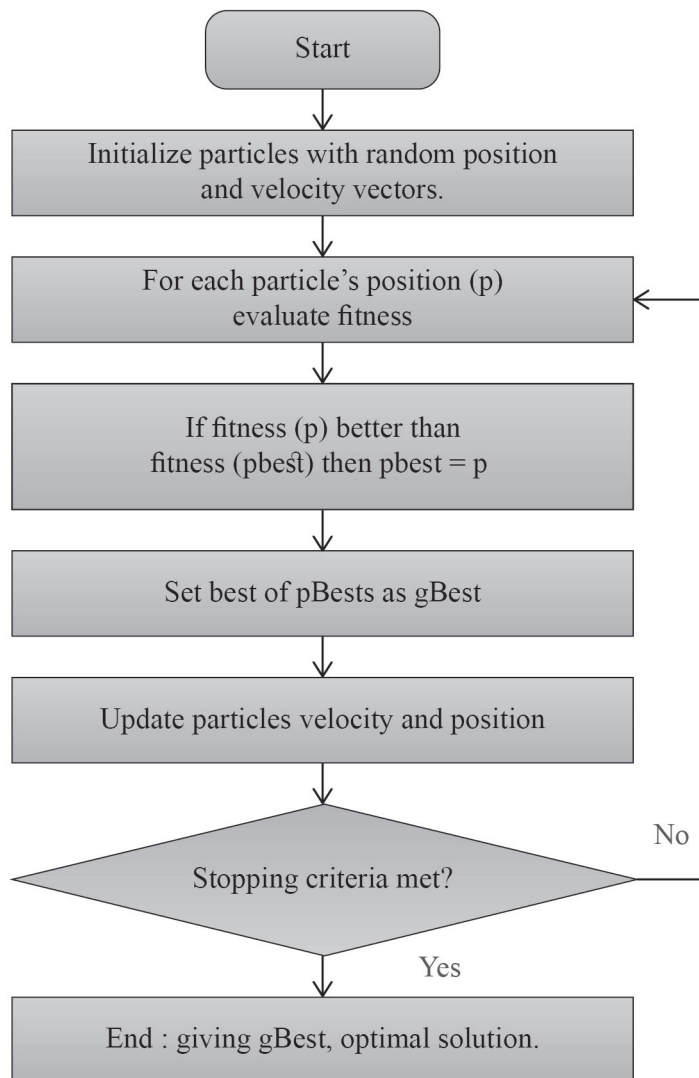 Start
Initialize particles with random position
and velocity vectors.
For each particle’s position (p)
evaluate fitness
If fitness (p) better than
fitness (pbest) then pbest = p
Set best of pBests as gBest
Update particles velocity and position
Stopping criteria met?
No
Yes
End : giving gBest, optimal solution.